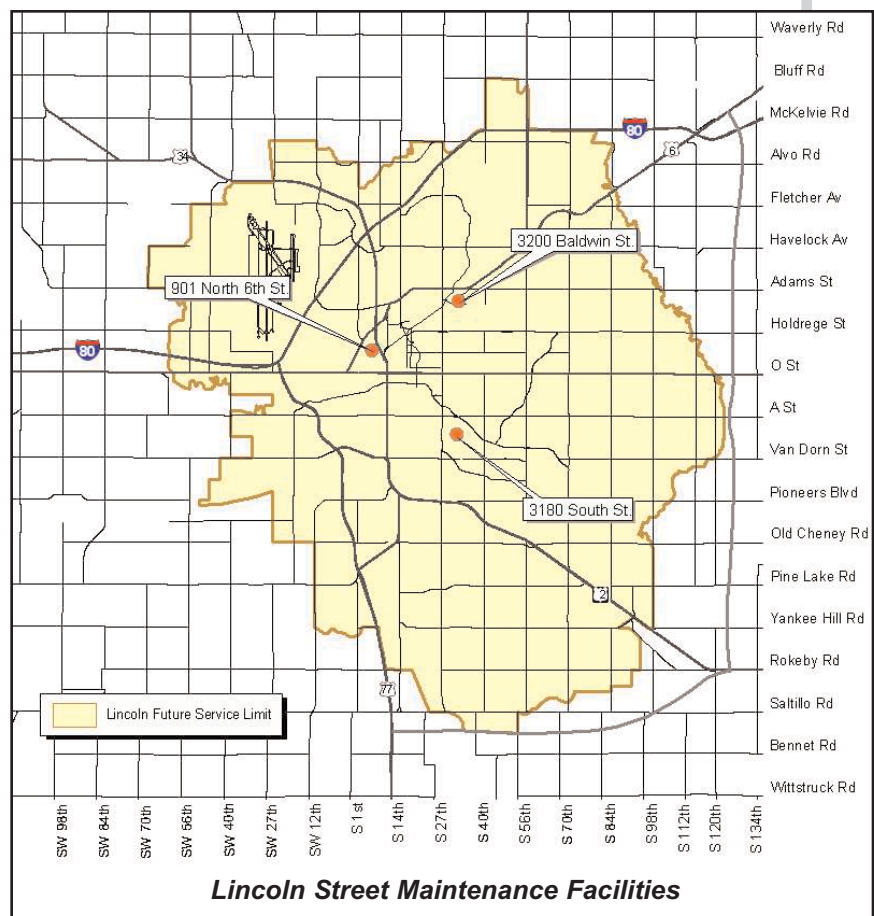 Waverly Rd
Bluff Rd
McKelvie Rd
80
6
34
Alvo Rd
Fletcher Av
3200 Baldwin St.
Havelock Av
901 North 6th St.
Adams St
Holdrege St
80
O St
A St
Van Dorn St
Pioneers Blvd
3180 South St.
Old Cheney Rd
Pine Lake Rd
2
Yankee Hill Rd
Rokeby Rd
77
Saltillo Rd
Lincoln Future Service Limit
Bennet Rd
Wittstruck Rd
SW 98th
SW 84th
SW 70th
SW 56th
SW 40th
SW 27th
SW 12th
S 1st
S 14th
S 27th
S 40th
S 56th
S 70th
S 84th
S 98th
S 112th
S 120th
S 134th
Lincoln Street Maintenance Facilities